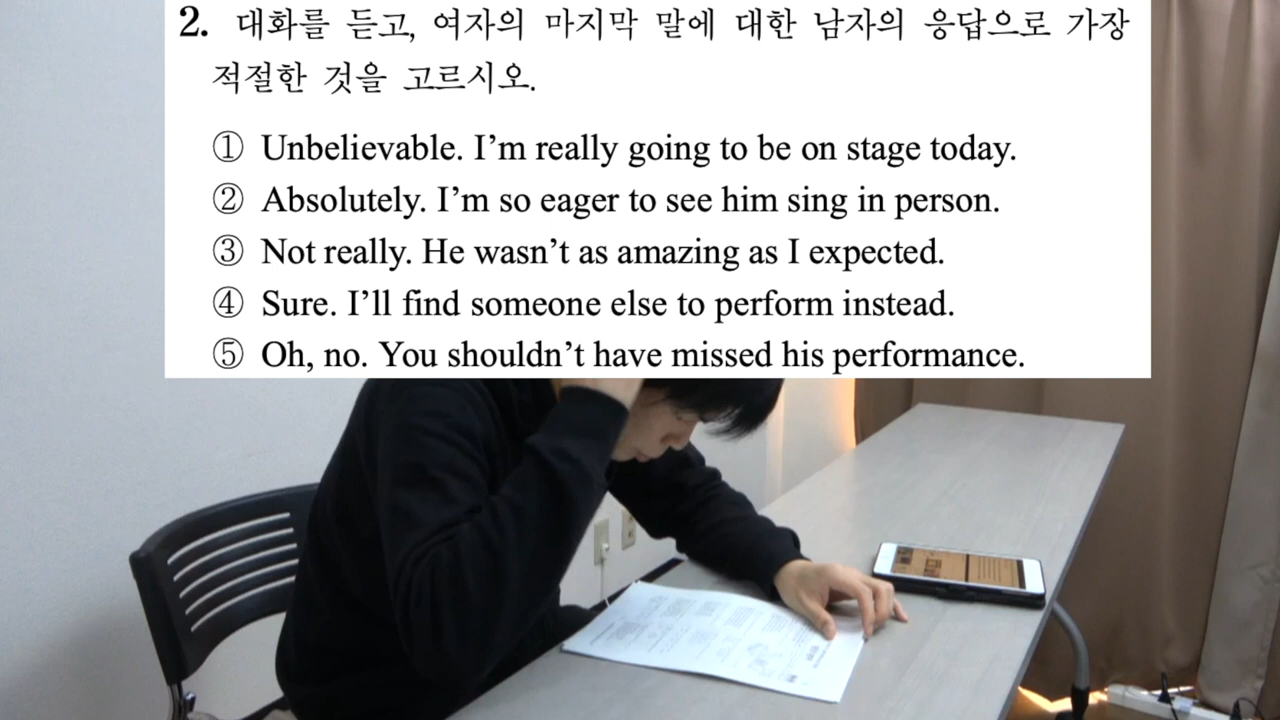 2. 대화를 듣고, 여자의 마지막 말에 대한 남자의 응답으로 가장
적절한 것을 고르시오.
① Unbelievable. I’m really going to be on stage today.
② Absolutely. I’m so eager to see him sing in person.
③ Not really. He wasn’t as amazing as I expected.
④ Sure. I’ll find someone else to perform instead.
⑤ Oh, no. You shouldn’t have missed his performance.